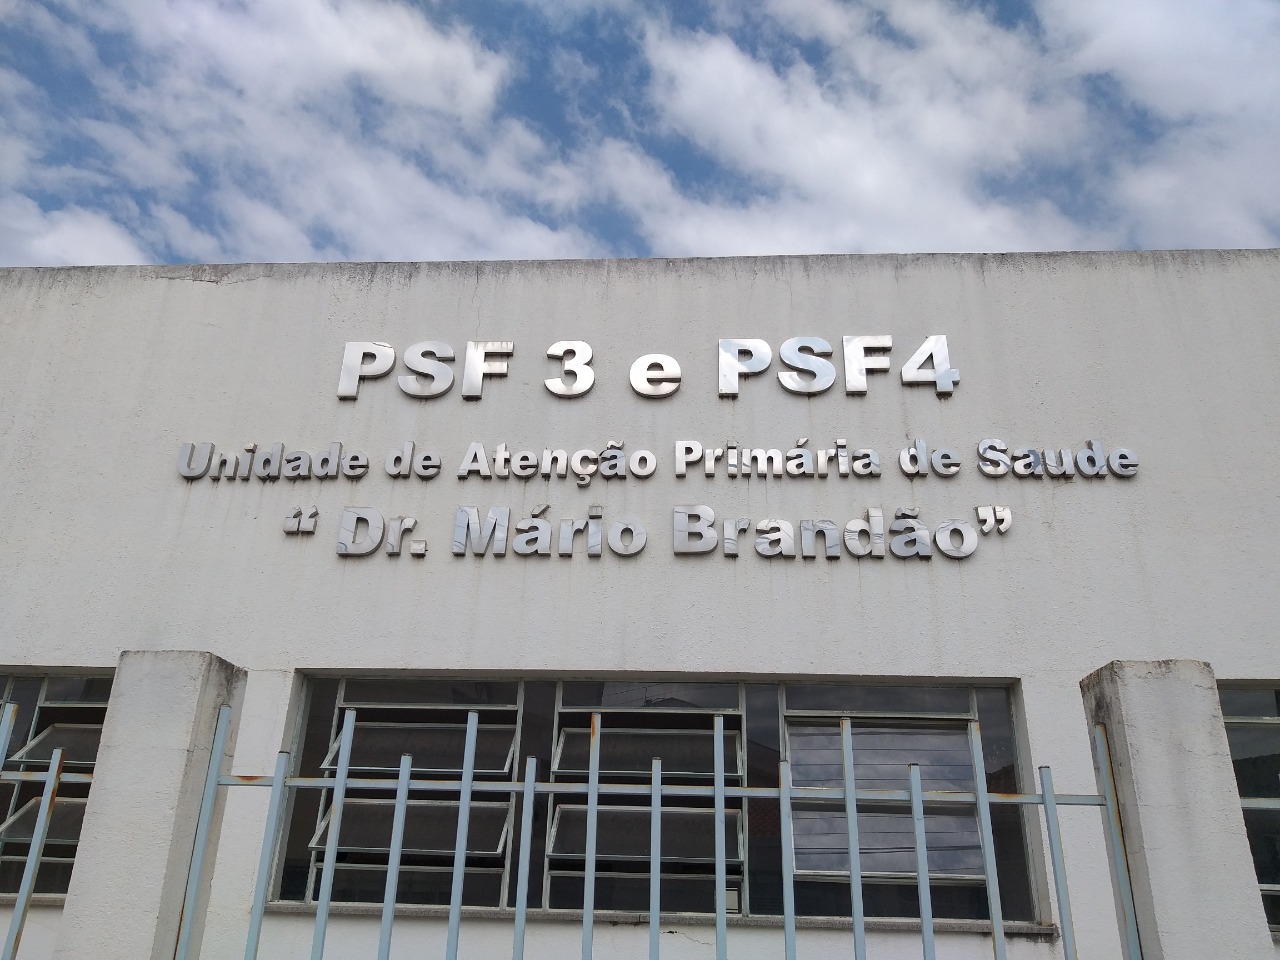 PSF 3 e PSF4
Unidade de Atenção Primária de Saude
“Dr. Mário Brandão”